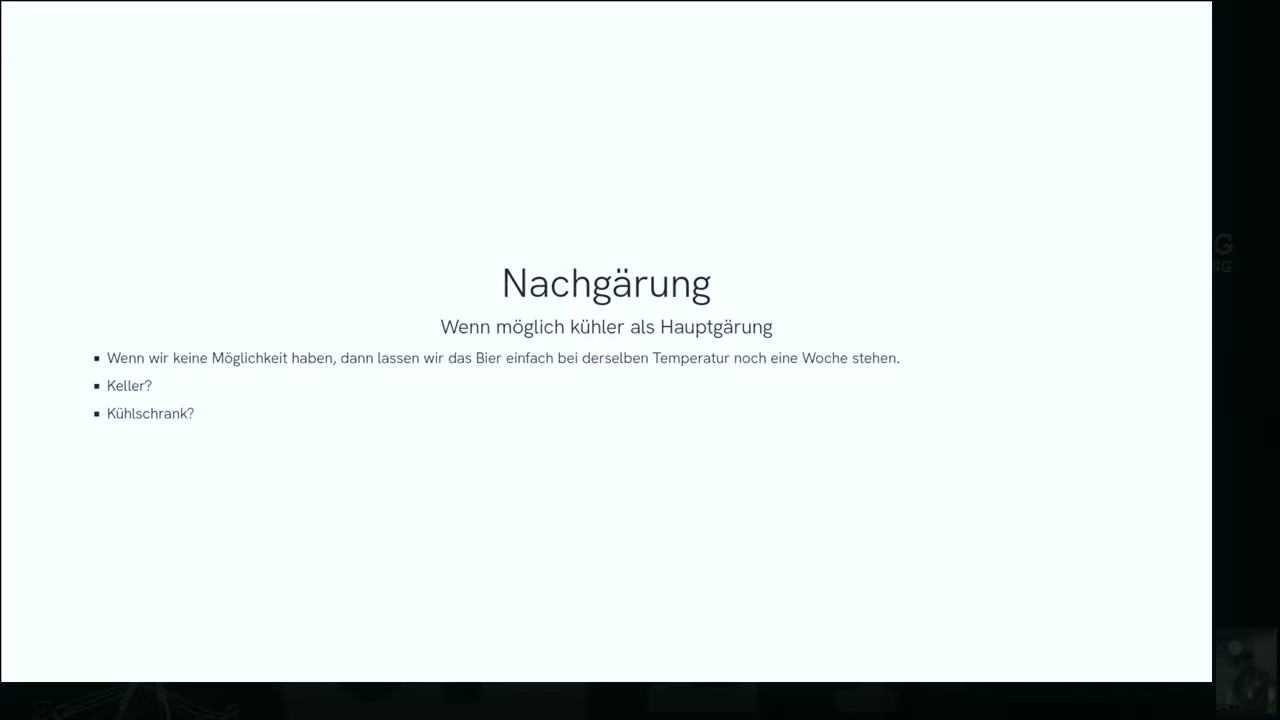 Nachgärung
Wenn möglich kühler als Hauptgärung
▪ Wenn wir keine Möglichkeit haben, dann lassen wir das Bier einfach bei derselben Temperatur noch eine Woche stehen.
▪ Keller?
▪ Kühlschrank?